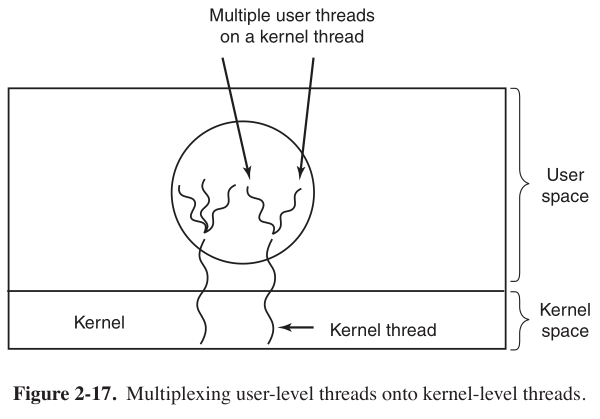 Multiple user threads
on a kernel thread
User
space
Kernel
Kernel thread
Kernel
space
Figure 2-17. Multiplexing user-level threads onto kernel-level threads.